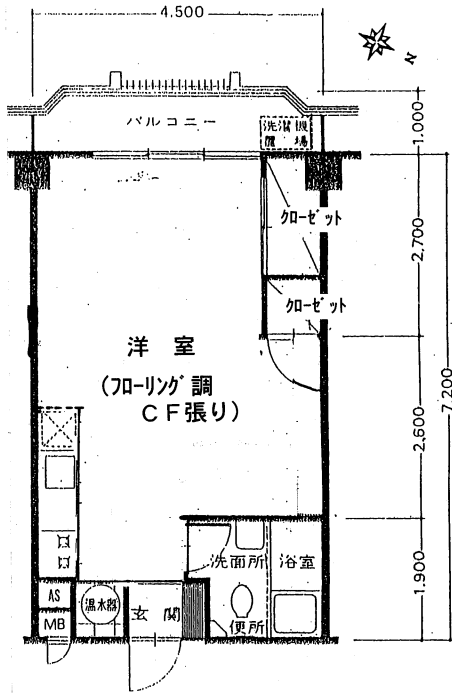 4,500
N
バルコニー
洗濯機
置場
1,000
クローゼット
2,700
クローゼット
洋室
(フローリング調
CF張り)
2,600
7,200
洗面所
浴室
1,900
AS
温水器
玄関
MB
便所